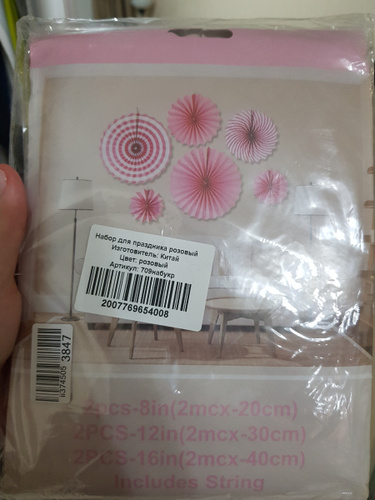 Набор для праздника розовый
Изготовитель: Китай
Цвет: розовый
Артикул: 709набукр
2007769654008
k374505 3847
2pcs-8in(2mcx-20cm)
2PCS-12in(2mcx-30cm)
2PCS-16in(2mcx-40cm)
Includes String